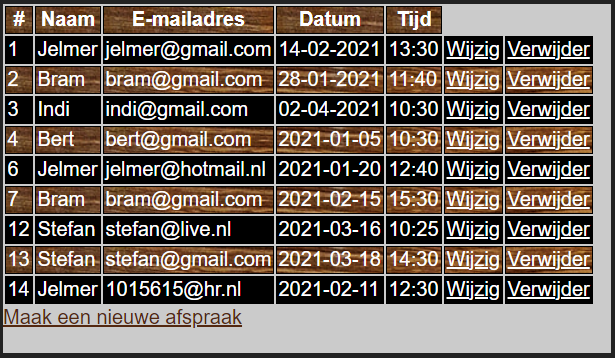 # Naam E-mailadres Datum Tijd
1 Jelmer jelmer@gmail.com 14-02-2021 13:30 Wijzig Verwijder
2 Bram bram@gmail.com 28-01-2021 11:40 Wijzig Verwijder
3 Indi indi@gmail.com 02-04-2021 10:30 Wijzig Verwijder
4 Bert bert@gmail.com 2021-01-05 10:30 Wijzig Verwijder
6 Jelmer jelmer@hotmail.nl 2021-01-20 12:40 Wijzig Verwijder
7 Bram bram@gmail.com 2021-02-15 15:30 Wijzig Verwijder
12 Stefan stefan@live.nl 2021-03-16 10:25 Wijzig Verwijder
13 Stefan stefan@gmail.com 2021-03-18 14:30 Wijzig Verwijder
14 Jelmer 1015615@hr.nl 2021-02-11 12:30 Wijzig Verwijder
Maak een nieuwe afspraak